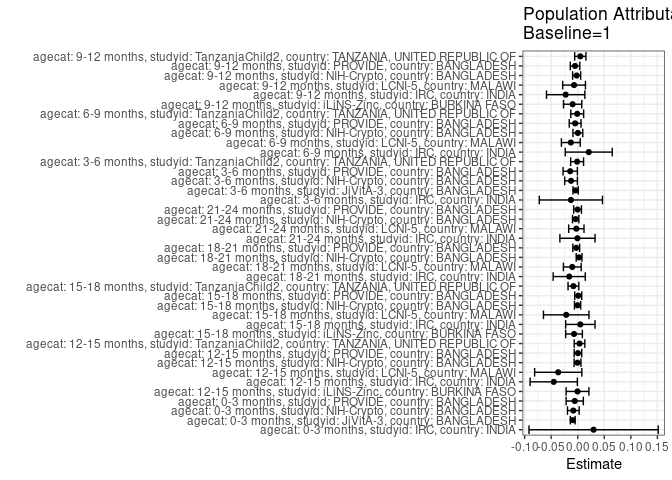 Population Attributa
Baseline=1
agecat: 9-12 months, studyid: TanzaniaChild2, country: TANZANIA, UNITED REPUBLIC OF
agecat: 9-12 months, studyid: PROVIDE, country: BANGLADESH
agecat: 9-12 months, studyid: NIH-Crypto, country: BANGLADESH
agecat: 9-12 months, studyid: LCNI-5, country: MALAWI
agecat: 9-12 months, studyid: IRC, country: INDIA
agecat: 9-12 months, studyid: iLiNS-Zinc, country: BURKINA FASO
agecat: 6-9 months, studyid: TanzaniaChild2, country: TANZANIA, UNITED REPUBLIC OF
agecat: 6-9 months, studyid: PROVIDE, country: BANGLADESH
agecat: 6-9 months, studyid: NIH-Crypto, country: BANGLADESH
agecat: 6-9 months, studyid: LCNI-5, country: MALAWI
agecat: 6-9 months, studyid: IRC, country: INDIA
agecat: 3-6 months, studyid: TanzaniaChild2, country: TANZANIA, UNITED REPUBLIC OF
agecat: 3-6 months, studyid: PROVIDE, country: BANGLADESH
agecat: 3-6 months, studyid: NIH-Crypto, country: BANGLADESH
agecat: 3-6 months, studyid: JiVitA-3, country: BANGLADESH
agecat: 3-6 months, studyid: IRC, country: INDIA
agecat: 21-24 months, studyid: PROVIDE, country: BANGLADESH
agecat: 21-24 months, studyid: NIH-Crypto, country: BANGLADESH
agecat: 21-24 months, studyid: LCNI-5, country: MALAWI
agecat: 21-24 months, studyid: IRC, country: INDIA
agecat: 18-21 months, studyid: PROVIDE, country: BANGLADESH
agecat: 18-21 months, studyid: NIH-Crypto, country: BANGLADESH
agecat: 18-21 months, studyid: LCNI-5, country: MALAWI
agecat: 18-21 months, studyid: IRC, country: INDIA
agecat: 15-18 months, studyid: TanzaniaChild2, country: TANZANIA, UNITED REPUBLIC OF
agecat: 15-18 months, studyid: PROVIDE, country: BANGLADESH
agecat: 15-18 months, studyid: NIH-Crypto, country: BANGLADESH
agecat: 15-18 months, studyid: LCNI-5, country: MALAWI
agecat: 15-18 months, studyid: IRC, country: INDIA
agecat: 15-18 months, studyid: iLiNS-Zinc, country: BURKINA FASO
agecat: 12-15 months, studyid: TanzaniaChild2, country: TANZANIA, UNITED REPUBLIC OF
agecat: 12-15 months, studyid: PROVIDE, country: BANGLADESH
agecat: 12-15 months, studyid: NIH-Crypto, country: BANGLADESH
agecat: 12-15 months, studyid: LCNI-5, country: MALAWI
agecat: 12-15 months, studyid: IRC, country: INDIA
agecat: 12-15 months, studyid: iLiNS-Zinc, country: BURKINA FASO
agecat: 0-3 months, studyid: PROVIDE, country: BANGLADESH
agecat: 0-3 months, studyid: NIH-Crypto, country: BANGLADESH
agecat: 0-3 months, studyid: JiVitA-3, country: BANGLADESH
agecat: 0-3 months, studyid: IRC, country: INDIA
-0.10 -0.05 0.00 0.05 0.10 0.15
Estimate